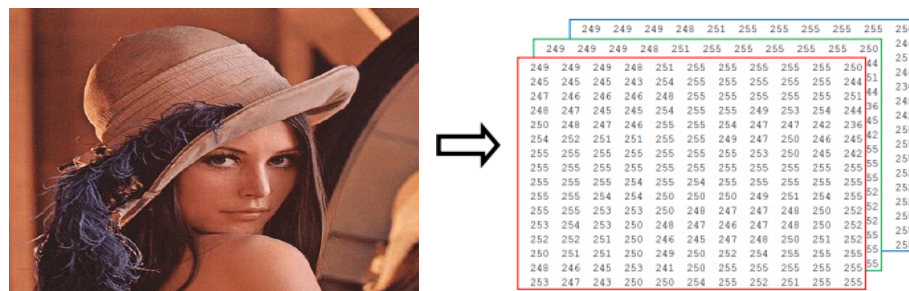 249 249 249 248 251 255 255 255 255 255
249 249 249 248 251 255 255 255 255 250
249 249 249 248 251 255 255 255 255 250
245 245 245 243 254 255 255 255 255 244
247 246 246 246 248 255 255 255 255 251
248 247 245 245 254 255 255 249 253 254 244
250 248 247 246 255 255 254 247 247 242 236
254 252 251 251 255 255 249 247 250 246 245
255 255 255 255 255 255 255 253 250 245 242
255 255 255 255 255 255 255 255 255 255 255
255 255 255 254 255 254 255 255 255 255 255
255 255 254 254 250 250 250 249 251 254 255
255 255 253 253 250 248 247 247 248 250 252
253 254 253 250 248 247 246 247 248 250 252
252 252 251 250 246 245 247 248 250 251 252
250 251 251 250 249 250 252 254 255 255 255
248 246 245 253 241 250 255 255 255 255 255
253 247 243 250 250 254 255 252 251 255 255